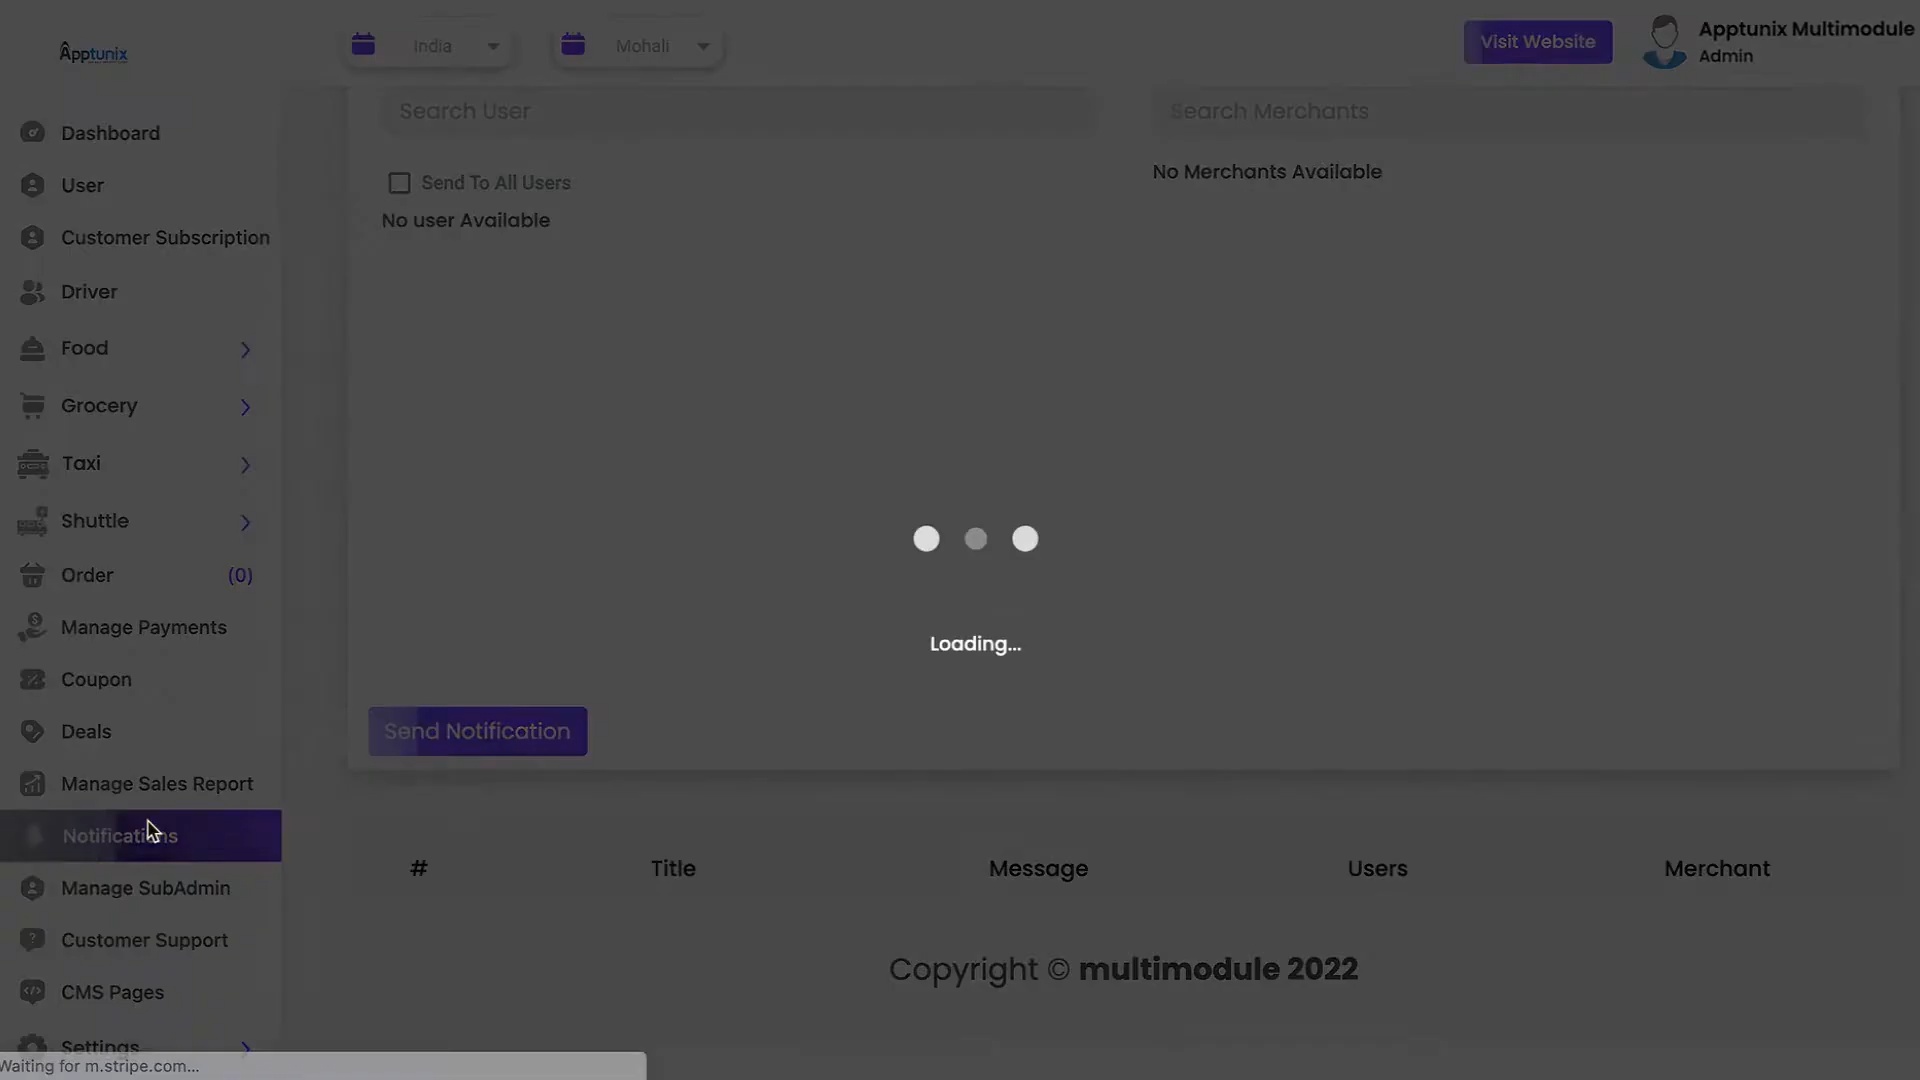 Apptunix
India
Mohali
Visit Website
Apptunix Multimodule
Admin
Dashboard
User
Customer Subscription
Driver
Food
Grocery
Taxi
Shuttle
Order (0)
Manage Payments
Coupon
Deals
Manage Sales Report
Notifications
Manage SubAdmin
Customer Support
CMS Pages
Settings
Search User
Search Merchants
Send To All Users
No user Available
No Merchants Available
Loading...
Send Notification
# Title Message Users Merchant
Copyright © multimodule 2022
Waiting for m.stripe.com...